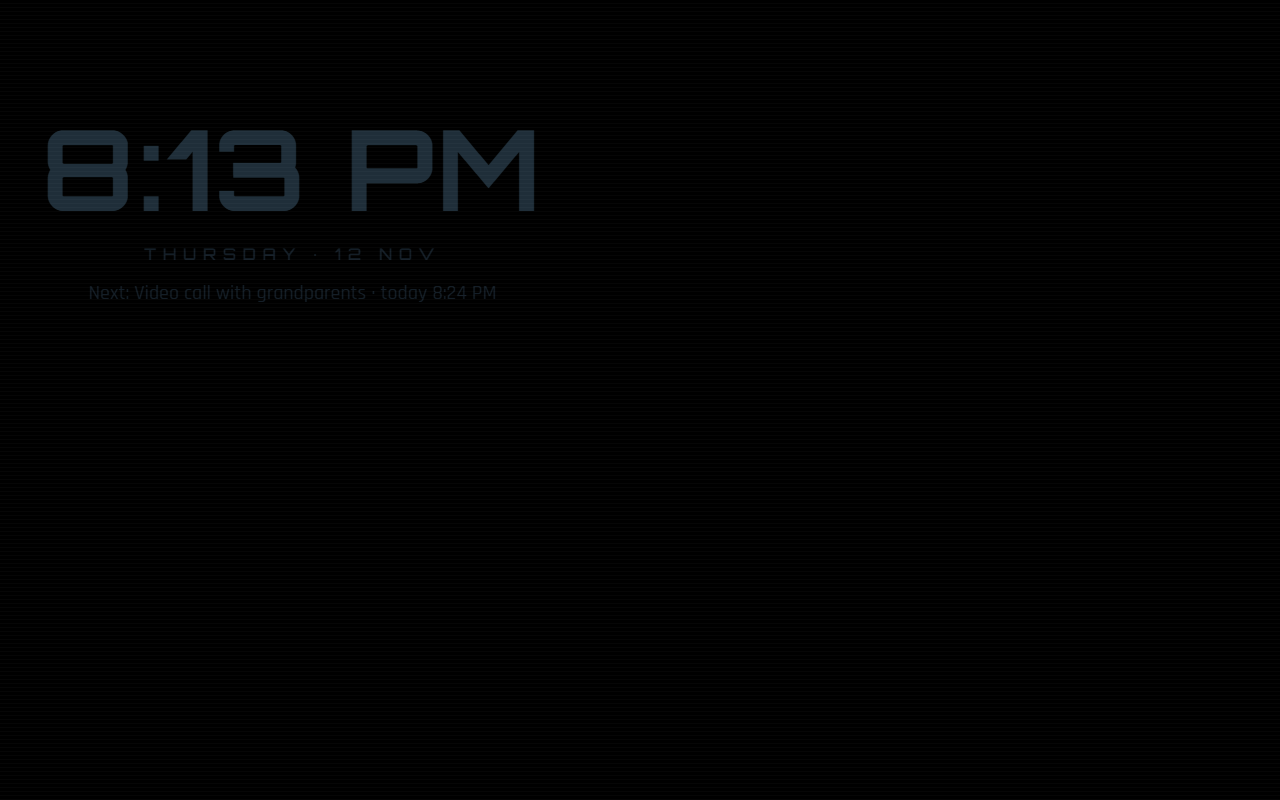 8:13 PM
THURSDAY · 12 NOV
Next: Video call with grandparents · today 8:24 PM